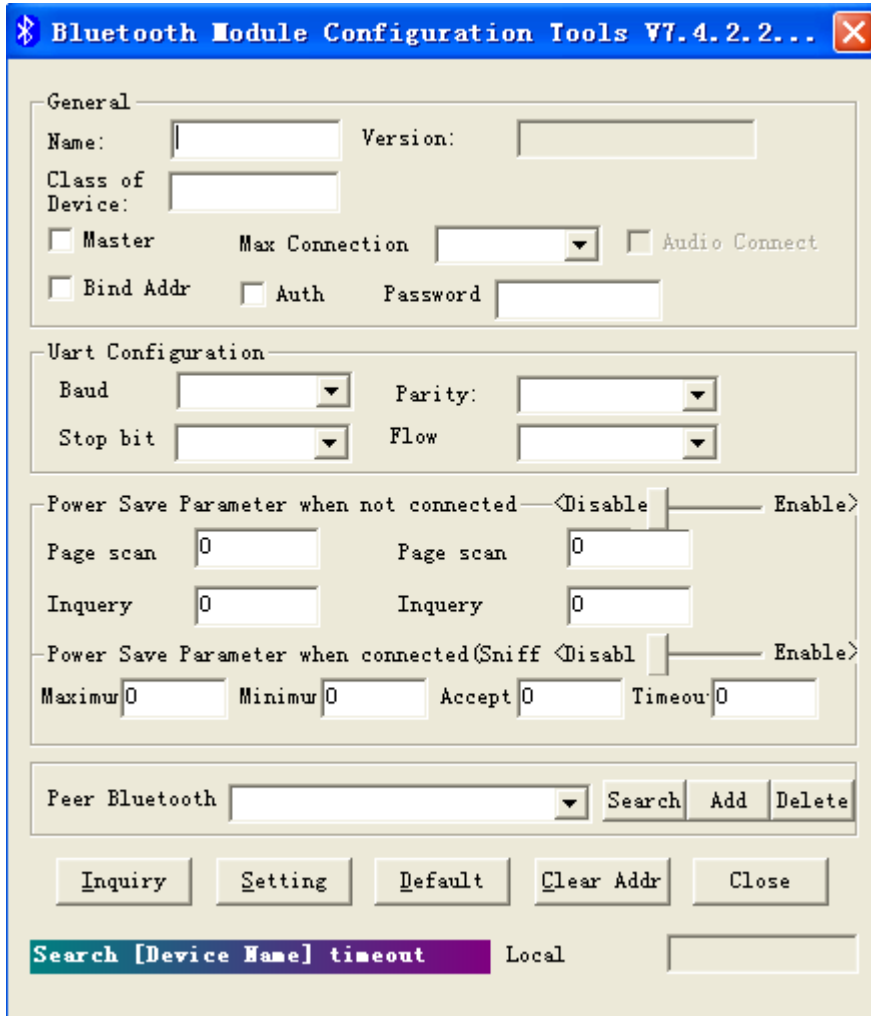 Bluetooth Module Configuration Tools V7.4.2.2...
General
Name: Version:
Class of
Device:
Master Max Connection Audio Connect
Bind Addr Auth Password
Uart Configuration
Baud Parity:
Stop bit Flow
Power Save Parameter when not connected <Disable Enable>
Page scan 0 Page scan 0
Inquery 0 Inquery 0
Power Save Parameter when connected(Sniff <Disabl Enable>
Maximur 0 Minimur 0 Accept 0 Timeou 0
Peer Bluetooth Search Add Delete
Inquiry Setting Default Clear Addr Close
Search [Device Name] timeout Local